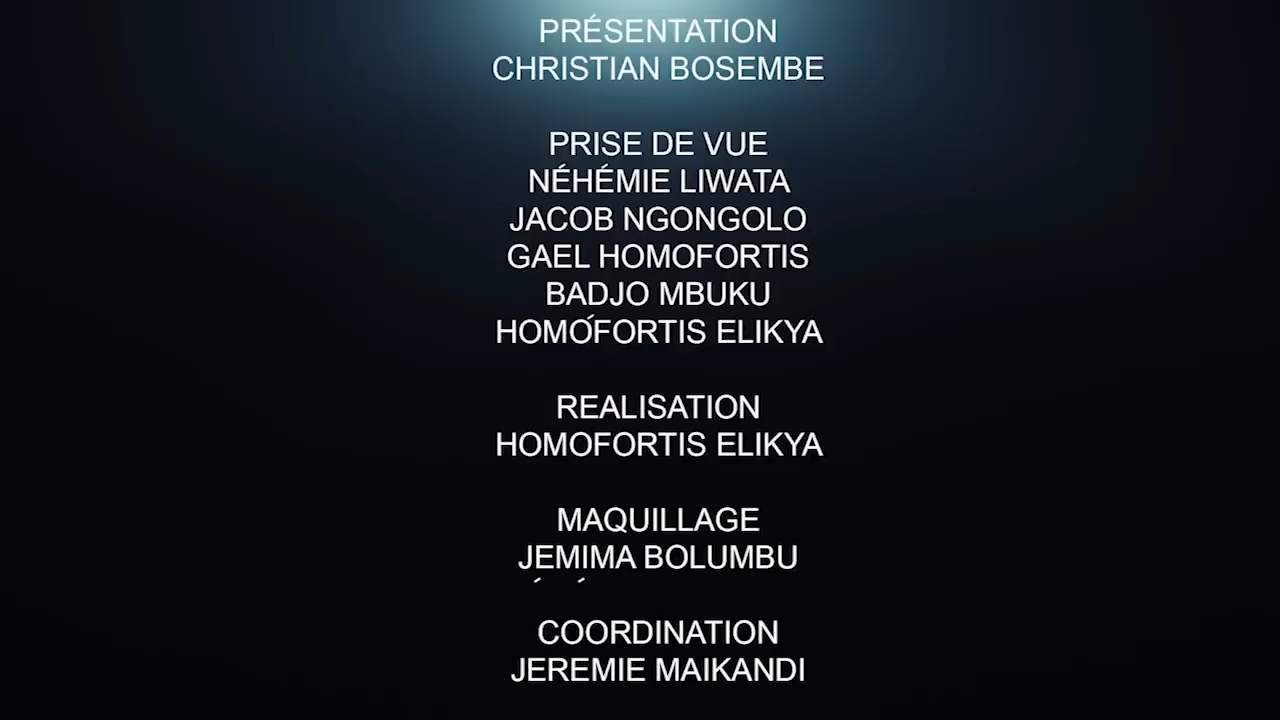 PRÉSENTATION
CHRISTIAN BOSEMBE
PRISE DE VUE
NÉHÉMIE LIWATA
JACOB NGONGOLO
GAEL HOMOFORTIS
BADJO MBUKU
HOMOFORTIS ELIKYA
REALISATION
HOMOFORTIS ELIKYA
MAQUILLAGE
JEMIMA BOLUMBU
COORDINATION
JEREMIE MAIKANDI